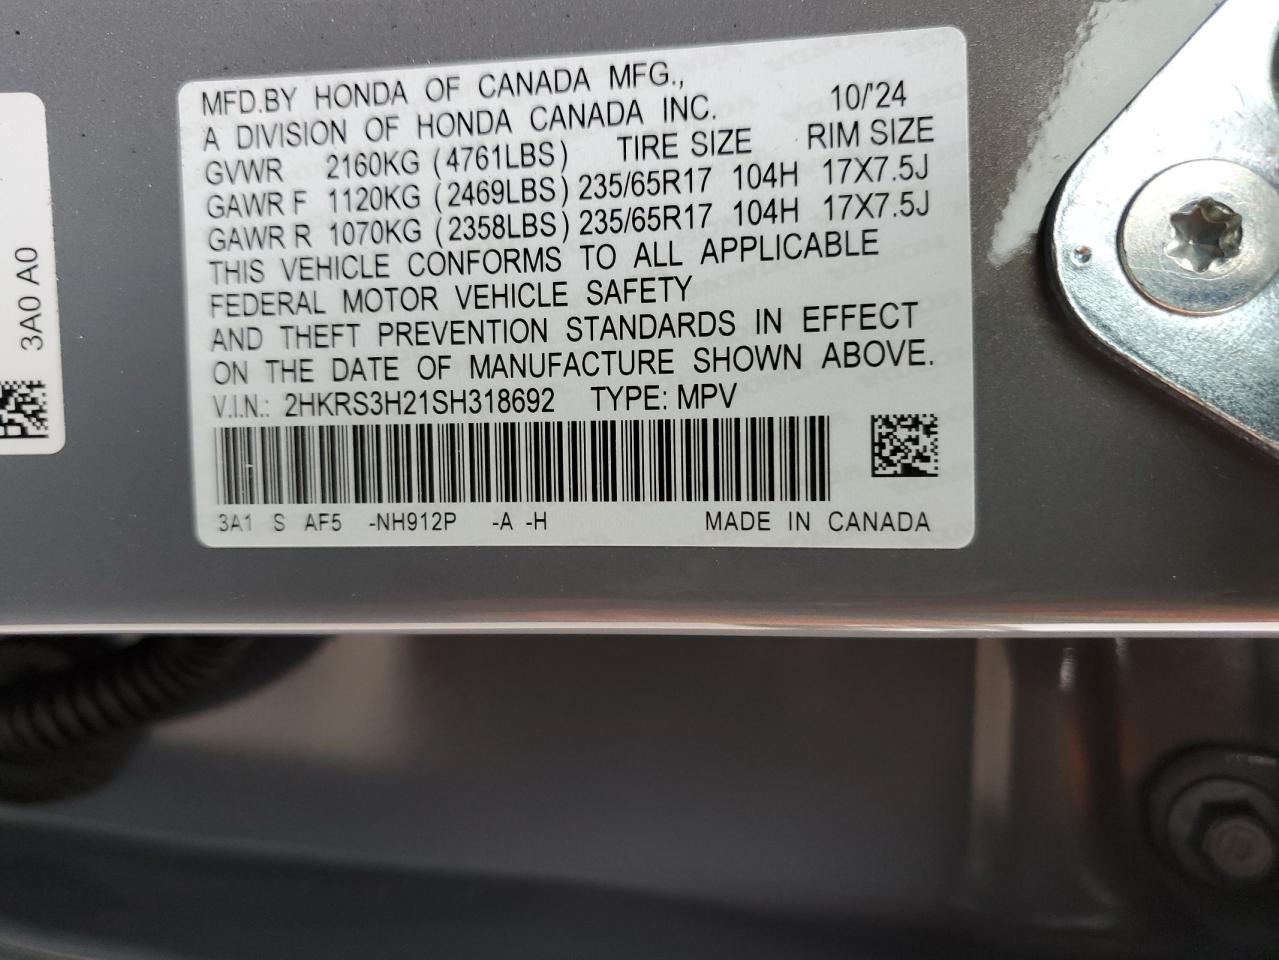 MFD.BY HONDA OF CANADA MFG.,
A DIVISION OF HONDA CANADA INC. 10/'24
GVWR 2160KG (4761LBS) TIRE SIZE RIM SIZE
GAWR F 1120KG (2469LBS) 235/65R17 104H 17X7.5J
GAWR R 1070KG (2358LBS) 235/65R17 104H 17X7.5J
THIS VEHICLE CONFORMS TO ALL APPLICABLE
FEDERAL MOTOR VEHICLE SAFETY
AND THEFT PREVENTION STANDARDS IN EFFECT
ON THE DATE OF MANUFACTURE SHOWN ABOVE.
V.I.N.: 2HKRS3H21SH318692 TYPE: MPV
3A1 S AF5 -NH912P -A -H MADE IN CANADA
3A0 A0